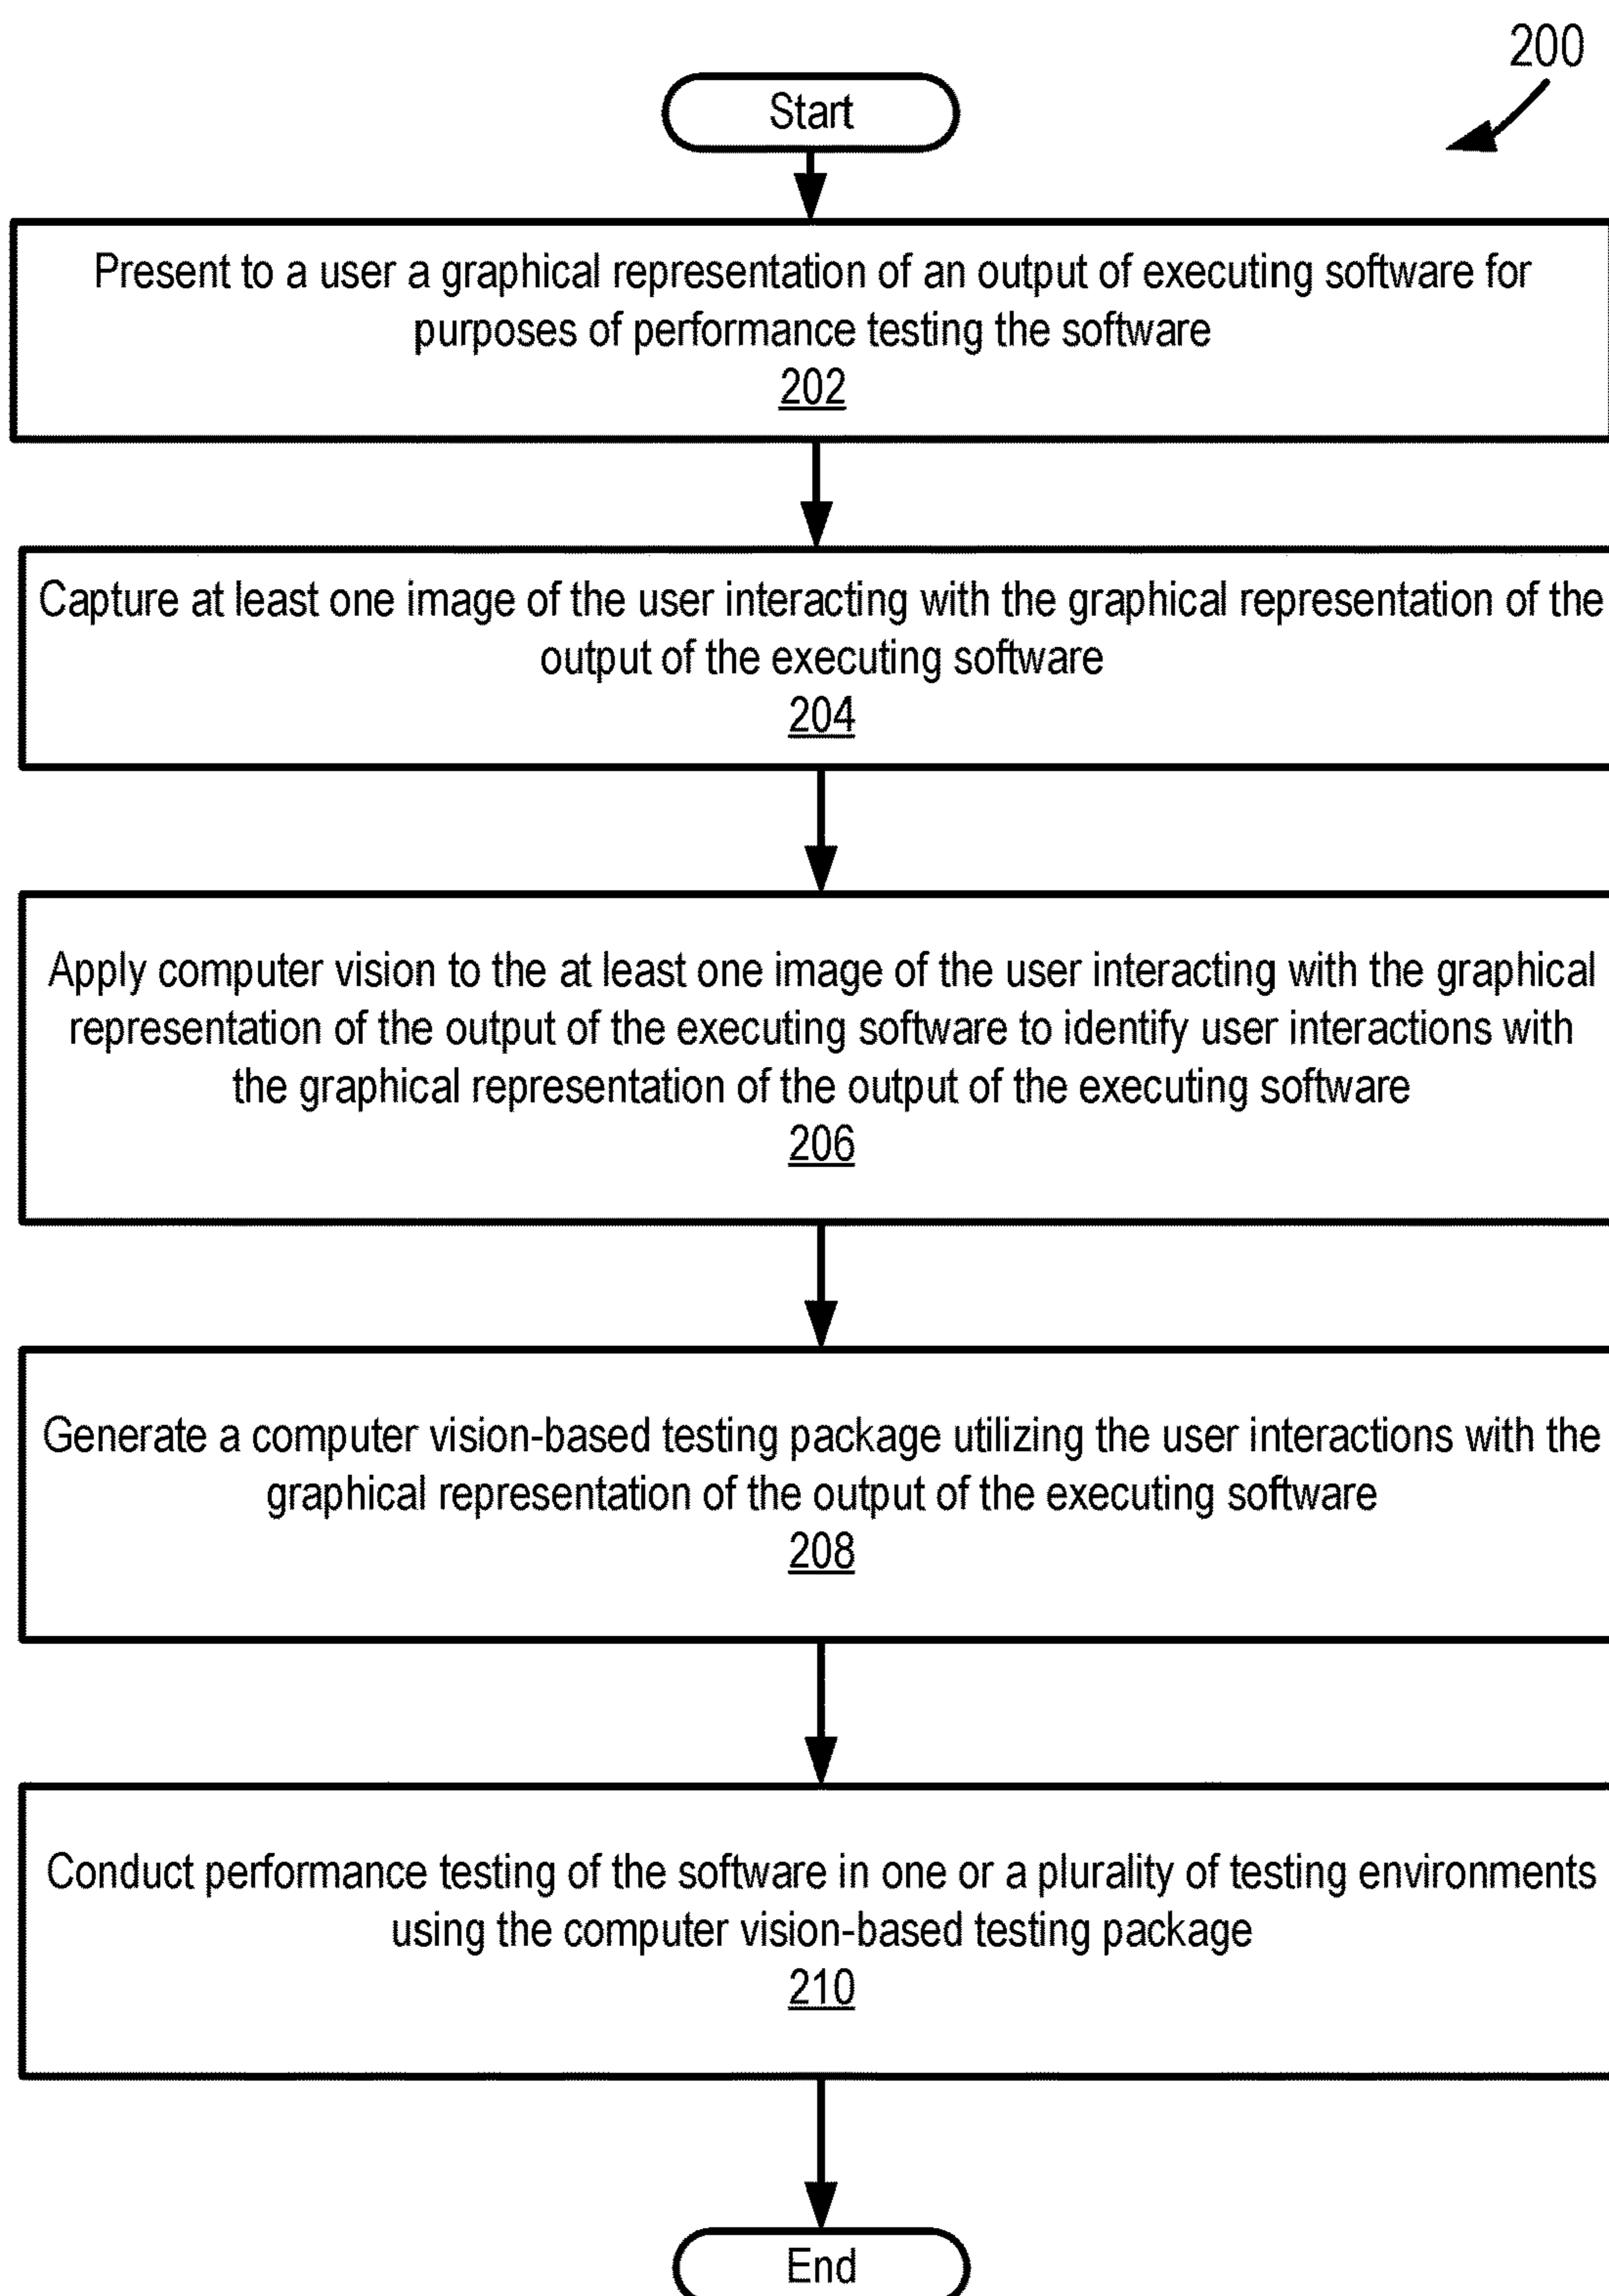 200
Start
Present to a user a graphical representation of an output of executing software for
purposes of performance testing the software
202
Capture at least one image of the user interacting with the graphical representation of the
output of the executing software
204
Apply computer vision to the at least one image of the user interacting with the graphical
representation of the output of the executing software to identify user interactions with
the graphical representation of the output of the executing software
206
Generate a computer vision-based testing package utilizing the user interactions with the
graphical representation of the output of the executing software
208
Conduct performance testing of the software in one or a plurality of testing environments
using the computer vision-based testing package
210
End